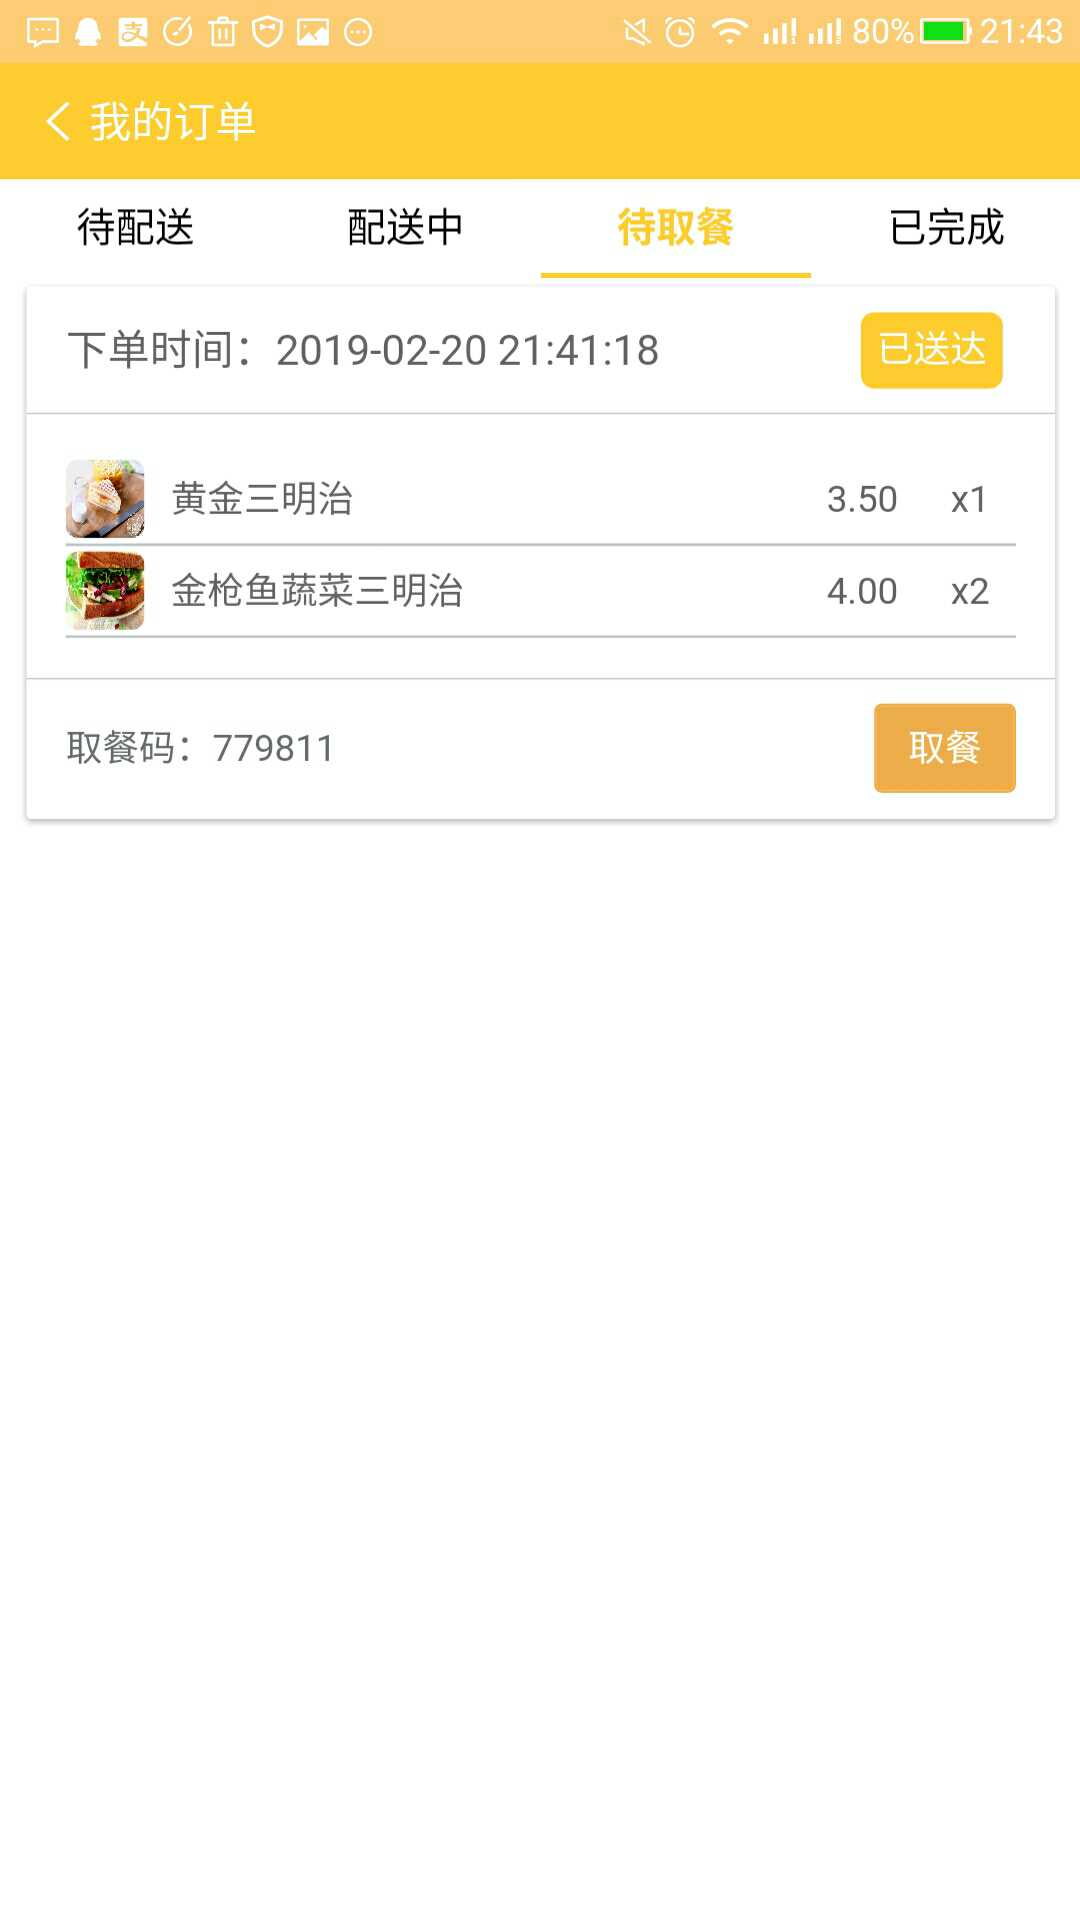 支 80% 21:43
我的订单
待配送 配送中 待取餐 已完成
下单时间：2019-02-20 21:41:18 已送达
黄金三明治 3.50 x1
金枪鱼蔬菜三明治 4.00 x2
取餐码：779811 取餐